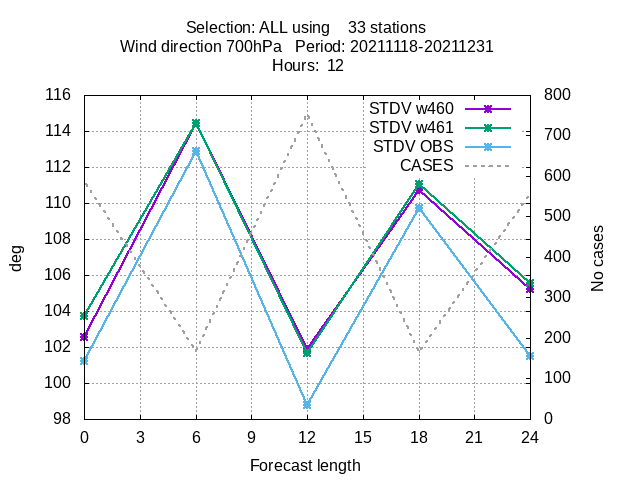 Selection: ALL using 33 stations
Wind direction 700hPa Period: 20211118-20211231
Hours: 12
116
114
112
110
108
106
104
102
100
98
deg
800
700
600
500
400
300
200
100
0
No cases
STDV w460
STDV w461
STDV OBS
CASES
0 3 6 9 12 15 18 21 24
Forecast length